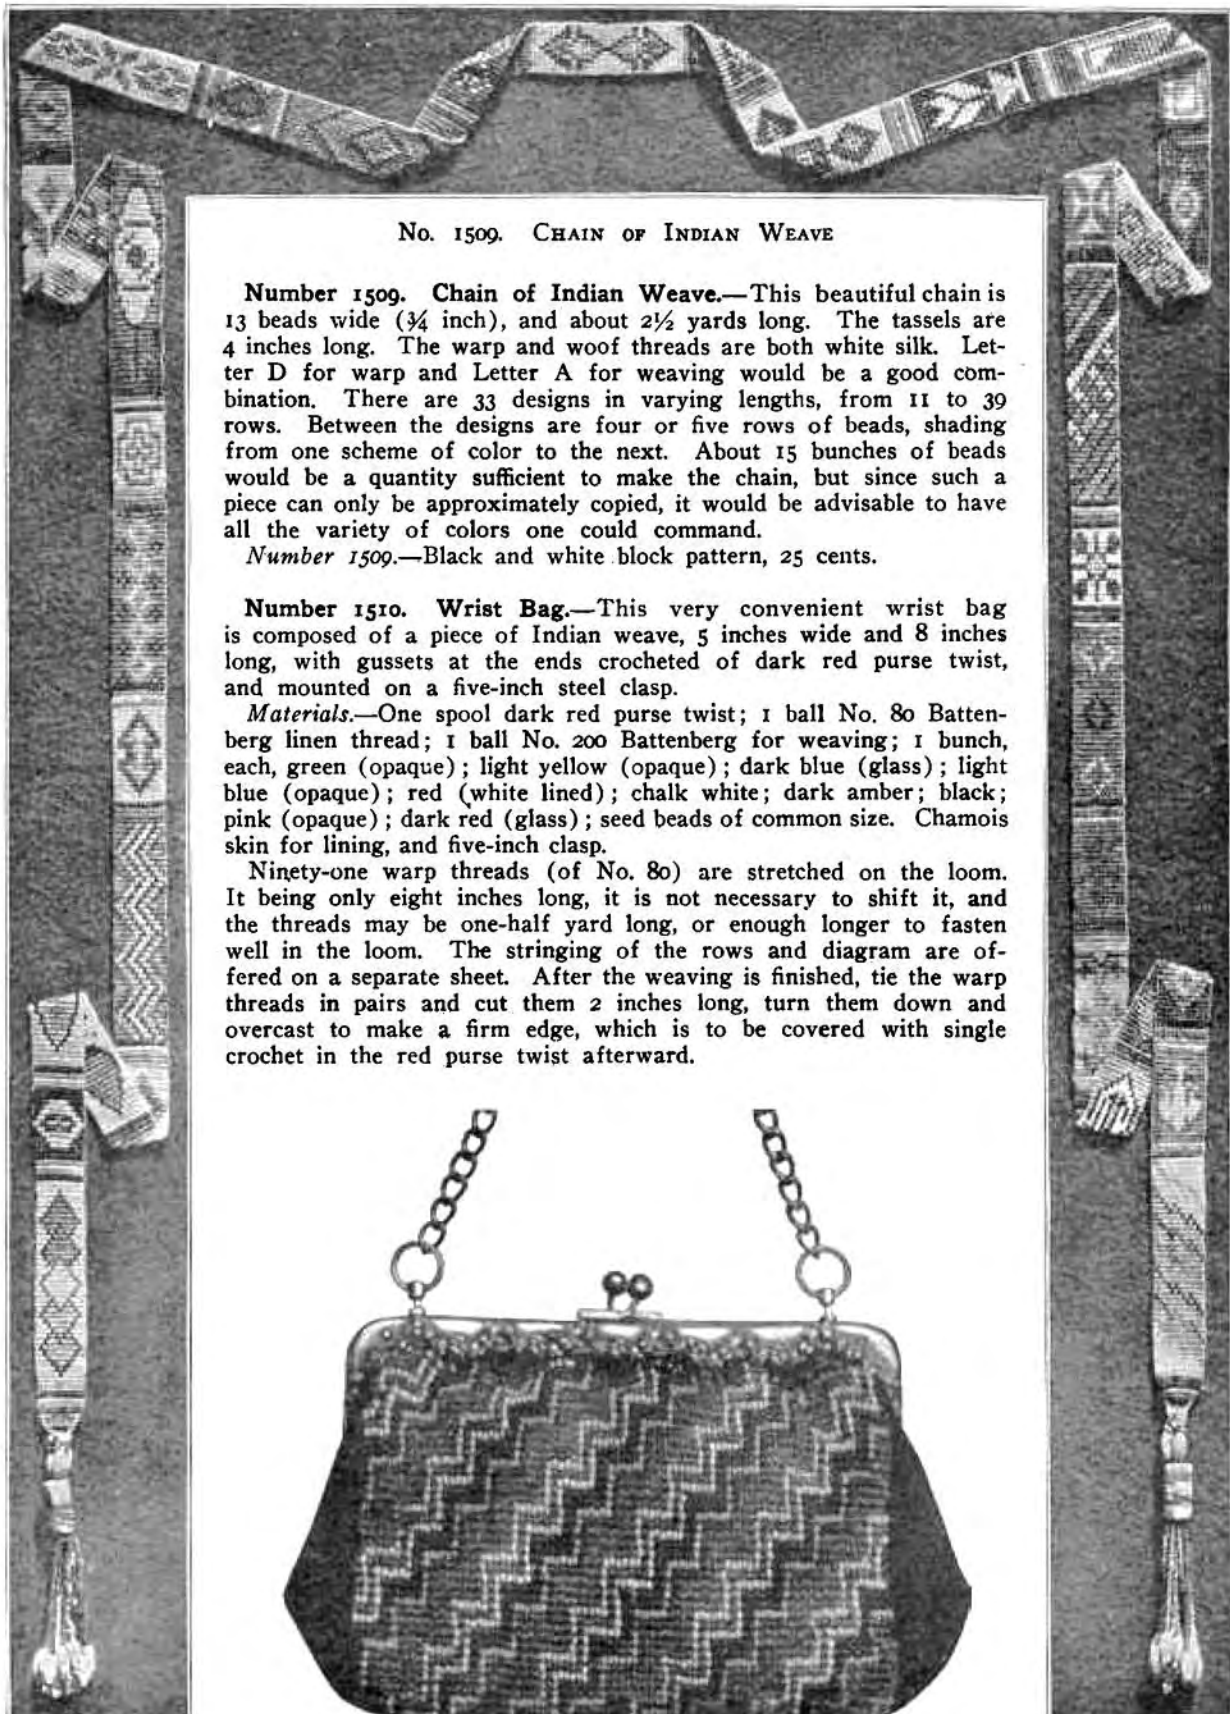 No. 1509. Chain of Indian Weave
Number 1509. Chain of Indian Weave.—This beautiful chain is
13 beads wide (¾ inch), and about 2½ yards long. The tassels are
4 inches long. The warp and woof threads are both white silk. Let-
ter D for warp and Letter A for weaving would be a good com-
bination. There are 33 designs in varying lengths, from 11 to 39
rows. Between the designs are four or five rows of beads, shading
from one scheme of color to the next. About 15 bunches of beads
would be a quantity sufficient to make the chain, but since such a
piece can only be approximately copied, it would be advisable to have
all the variety of colors one could command.
Number 1509.—Black and white block pattern, 25 cents.
Number 1510. Wrist Bag.—This very convenient wrist bag
is composed of a piece of Indian weave, 5 inches wide and 8 inches
long, with gussets at the ends crocheted of dark red purse twist,
and mounted on a five-inch steel clasp.
Materials.—One spool dark red purse twist; 1 ball No. 80 Batten-
berg linen thread; 1 ball No. 200 Battenberg for weaving; 1 bunch,
each, green (opaque); light yellow (opaque); dark blue (glass); light
blue (opaque); red (white lined); chalk white; dark amber; black;
pink (opaque); dark red (glass); seed beads of common size. Chamois
skin for lining, and five-inch clasp.
Ninety-one warp threads (of No. 80) are stretched on the loom.
It being only eight inches long, it is not necessary to shift it, and
the threads may be one-half yard long, or enough longer to fasten
well in the loom. The stringing of the rows and diagram are of-
fered on a separate sheet. After the weaving is finished, tie the warp
threads in pairs and cut them 2 inches long, turn them down and
overcast to make a firm edge, which is to be covered with single
crochet in the red purse twist afterward.